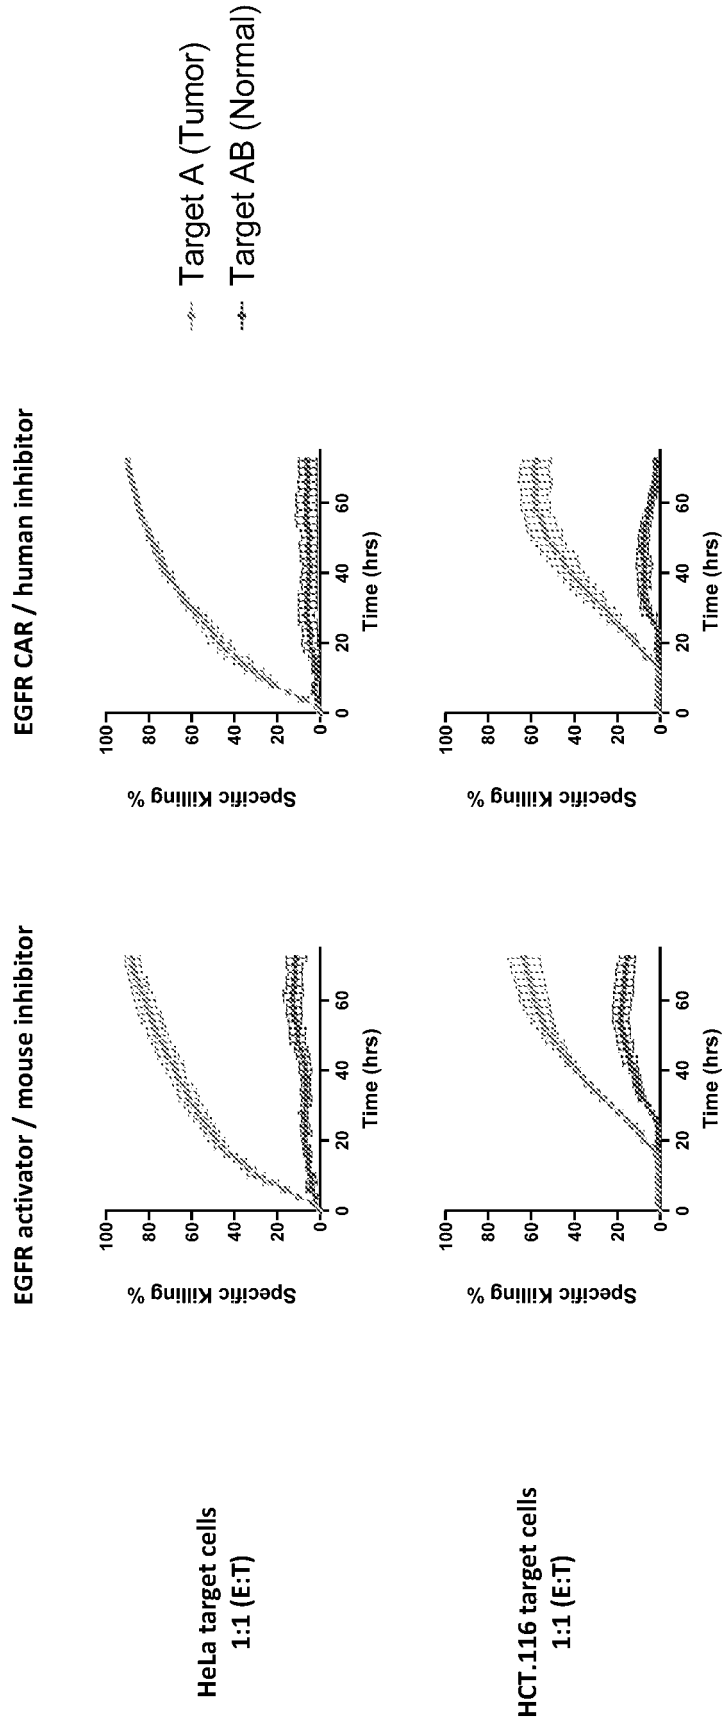 EGFR activator / mouse inhibitor
EGFR CAR / human inhibitor
HeLa target cells
1:1 (E:T)
Specific Killing %
100
80
60
40
20
0
0
20
40
60
Time (hrs)
Specific Killing %
100
80
60
40
20
0
0
20
40
60
Time (hrs)
Target A (Tumor)
Target AB (Normal)
HCT.116 target cells
1:1 (E:T)
Specific Killing %
100
80
60
40
20
0
0
20
40
60
Time (hrs)
Specific Killing %
100
80
60
40
20
0
0
20
40
60
Time (hrs)